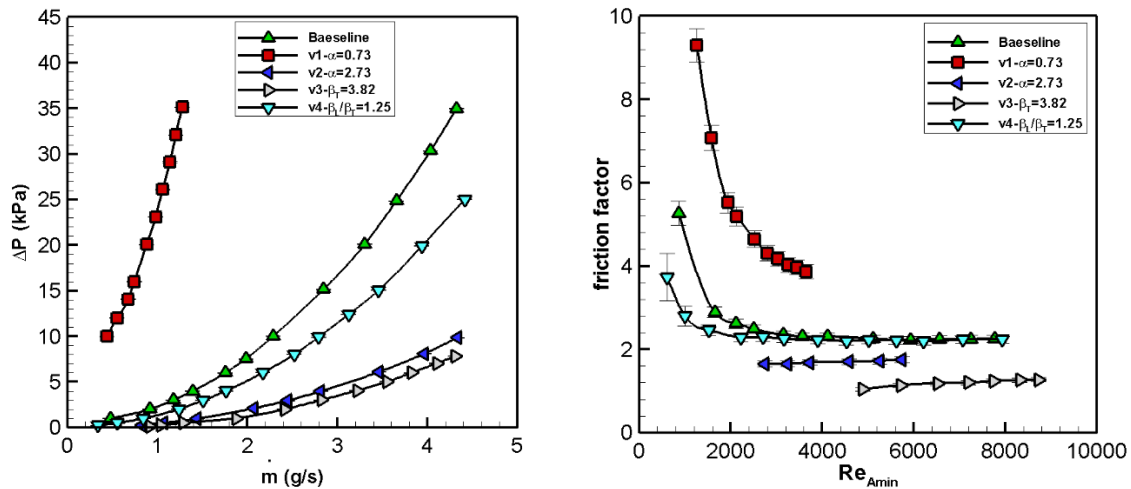 45
40
35
30
25
20
15
10
5
0
ΔP (kPa)
0 1 2 3 4 5
ṁ (g/s)
Baeseline
v1-α=0.73
v2-α=2.73
v3-β_T=3.82
v4-β_L/β_T=1.25
10
8
6
4
2
0
friction factor
0 2000 4000 6000 8000 10000
Re_Amin
Baeseline
v1-α=0.73
v2-α=2.73
v3-β_T=3.82
v4-β_L/β_T=1.25